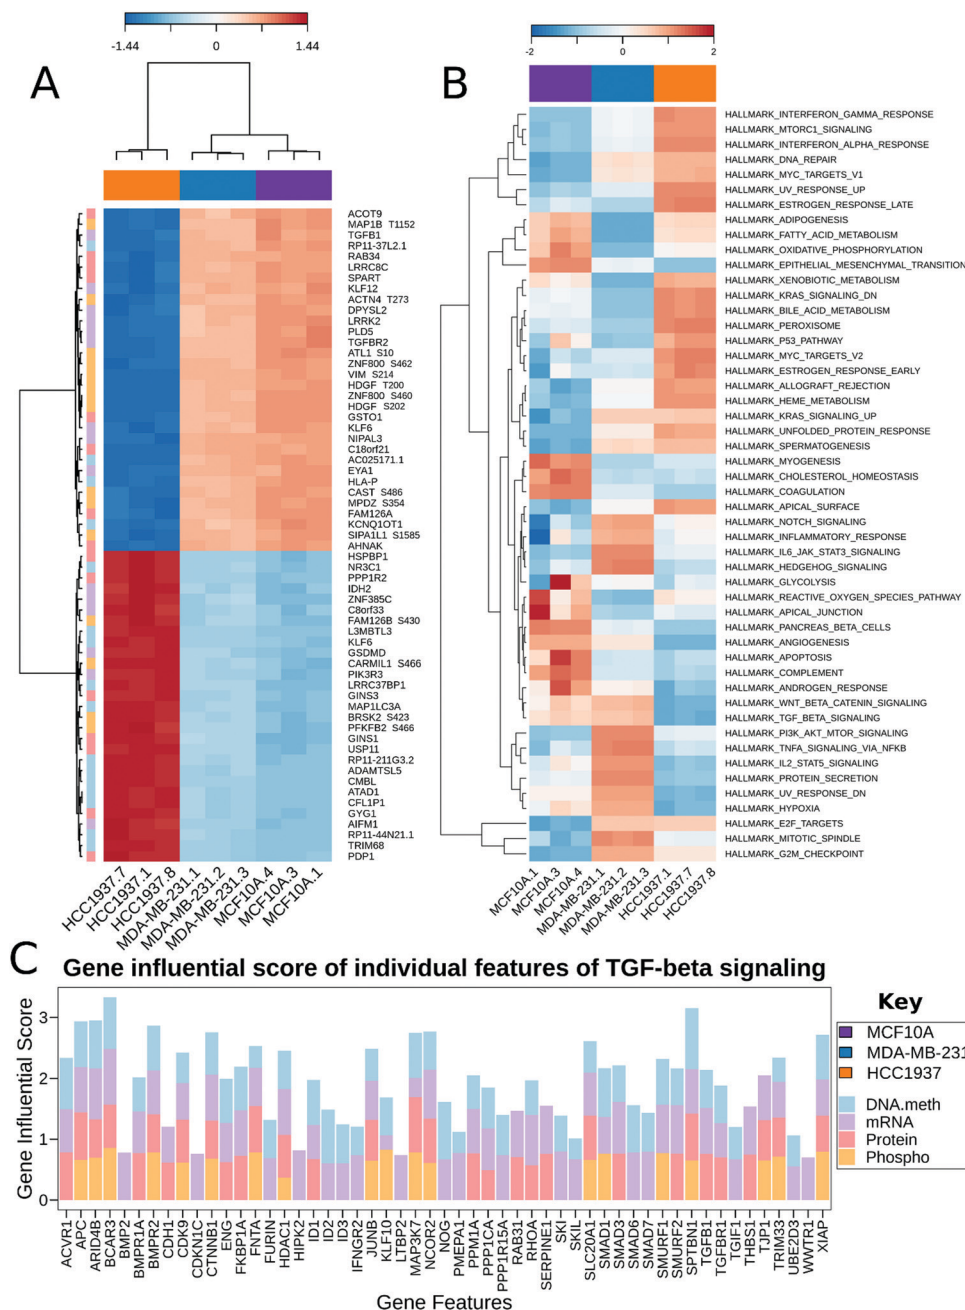 -1.44 0 1.44
A
ACOT9
MAP1B T1152
TGFB1
RP11-37L2.1
RAB34
LRRC8C
SPART
KLF12
ACTN4 T273
DPYSL2
LRRK2
PLD5
TGFBR2
ATL1 S10
ZNF800 S462
VIM S214
HDGF T200
ZNF800 S460
HDGF S202
GSTO1
KLF6
NIPAL3
C18orf21
AC025171.1
EYA1
HLA-P
CAST S486
MPDZ S354
FAM126A
KCNQ1OT1
SIPA1L1 S1585
AHNAK
HSPBP1
NR3C1
PPP1R2
IDH2
ZNF385C
C8orf33
FAM126B S430
L3MBTL3
KLF6
GSDMD
CARMIL1 S466
PIK3R3
LRRC37BP1
GINS3
MAP1LC3A
BRSK2 S423
PFKFB2 S466
GINS1
USP11
RP11-211G3.2
ADAMTSL5
CMBL
ATAD1
CFL1P1
GYG1
AIFM1
RP11-44N21.1
TRIM68
PDP1
HCC1937.7
HCC1937.1
HCC1937.8
MDA-MB-231.1
MDA-MB-231.2
MDA-MB-231.3
MCF10A.4
MCF10A.3
MCF10A.1
-2 0 2
B
HALLMARK_INTERFERON_GAMMA_RESPONSE
HALLMARK_MTORC1_SIGNALING
HALLMARK_INTERFERON_ALPHA_RESPONSE
HALLMARK_DNA_REPAIR
HALLMARK_MYC_TARGETS_V1
HALLMARK_UV_RESPONSE_UP
HALLMARK_ESTROGEN_RESPONSE_LATE
HALLMARK_ADIPOGENESIS
HALLMARK_FATTY_ACID_METABOLISM
HALLMARK_OXIDATIVE_PHOSPHORYLATION
HALLMARK_EPITHELIAL_MESENCHYMAL_TRANSITION
HALLMARK_XENOBIOTIC_METABOLISM
HALLMARK_KRAS_SIGNALING_DN
HALLMARK_BILE_ACID_METABOLISM
HALLMARK_PEROXISOME
HALLMARK_P53_PATHWAY
HALLMARK_MYC_TARGETS_V2
HALLMARK_ESTROGEN_RESPONSE_EARLY
HALLMARK_ALLOGRAFT_REJECTION
HALLMARK_HEME_METABOLISM
HALLMARK_KRAS_SIGNALING_UP
HALLMARK_UNFOLDED_PROTEIN_RESPONSE
HALLMARK_SPERMATOGENESIS
HALLMARK_MYOGENESIS
HALLMARK_CHOLESTEROL_HOMEOSTASIS
HALLMARK_COAGULATION
HALLMARK_APICAL_SURFACE
HALLMARK_NOTCH_SIGNALING
HALLMARK_INFLAMMATORY_RESPONSE
HALLMARK_IL6_JAK_STAT3_SIGNALING
HALLMARK_HEDGEHOG_SIGNALING
HALLMARK_GLYCOLYSIS
HALLMARK_REACTIVE_OXYGEN_SPECIES_PATHWAY
HALLMARK_APICAL_JUNCTION
HALLMARK_PANCREAS_BETA_CELLS
HALLMARK_ANGIOGENESIS
HALLMARK_APOPTOSIS
HALLMARK_COMPLEMENT
HALLMARK_ANDROGEN_RESPONSE
HALLMARK_WNT_BETA_CATENIN_SIGNALING
HALLMARK_TGF_BETA_SIGNALING
HALLMARK_PI3K_AKT_MTOR_SIGNALING
HALLMARK_TNFA_SIGNALING_VIA_NFKB
HALLMARK_IL2_STAT5_SIGNALING
HALLMARK_PROTEIN_SECRETION
HALLMARK_UV_RESPONSE_DN
HALLMARK_HYPOXIA
HALLMARK_E2F_TARGETS
HALLMARK_MITOTIC_SPINDLE
HALLMARK_G2M_CHECKPOINT
MCF10A.1
MCF10A.3
MCF10A.4
MDA-MB-231.1
MDA-MB-231.2
MDA-MB-231.3
HCC1937.1
HCC1937.7
HCC1937.8
C
Gene influential score of individual features of TGF-beta signaling
Gene Influential Score
3
2
1
0
ACVR1
APC
ARID4B
BCAR3
BMP2
BMPR1A
BMPR2
CDH1
CDK9
CDKN1C
CTNNB1
ENG
FKBP1A
FNTA
FURIN
HDAC1
HIPK2
ID1
ID2
ID3
IFNGR2
JUNB
KLF10
LTBP2
MAP3K7
NCOR2
NOG
PMEPA1
PPM1A
PPP1CA
PPP1R15A
RAB31
RHOA
SERPINE1
SKI
SKIL
SLC20A1
SMAD1
SMAD3
SMAD6
SMAD7
SMURF1
SMURF2
SPTBN1
TGFB1
TGFBR1
TGIF1
THBS1
TJP1
TRIM33
UBE2D3
WWTR1
XIAP
Gene Features
Key
MCF10A
MDA-MB-231
HCC1937
DNA.meth
mRNA
Protein
Phospho